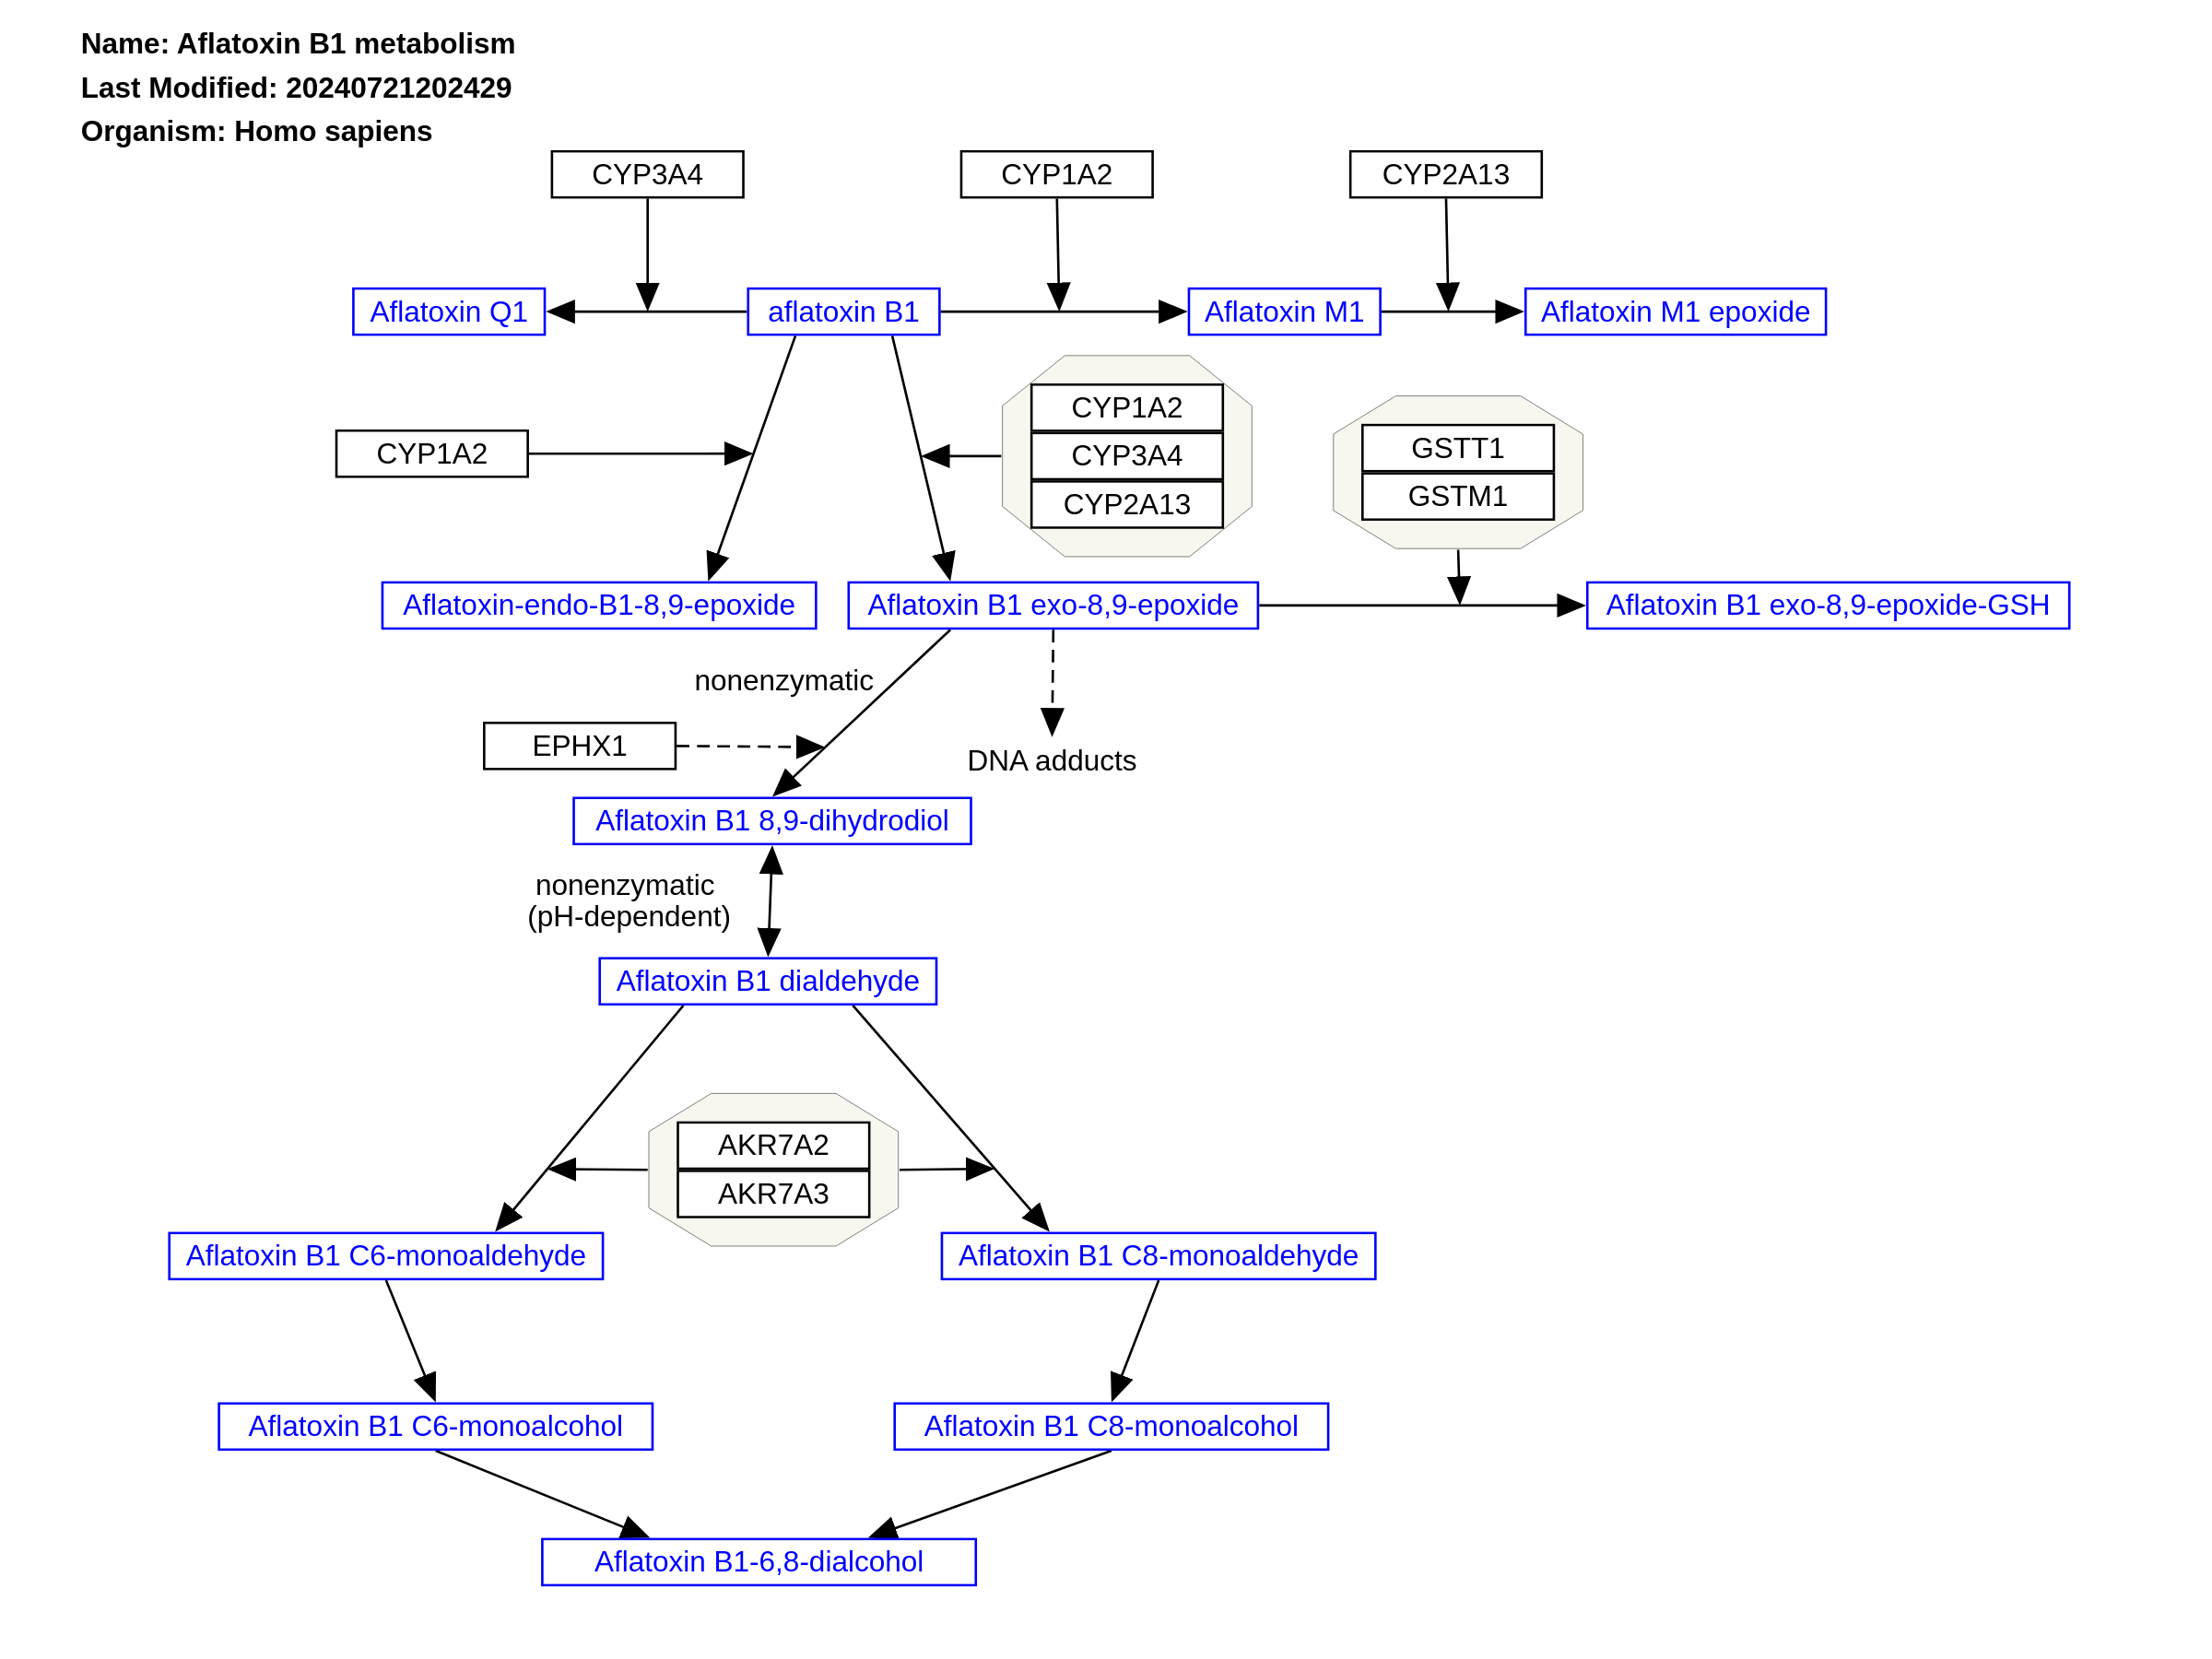 Name: Aflatoxin B1 metabolism
Last Modified: 20240721202429
Organism: Homo sapiens
CYP3A4
CYP1A2
CYP2A13
Aflatoxin Q1
aflatoxin B1
Aflatoxin M1
Aflatoxin M1 epoxide
CYP1A2
CYP1A2
CYP3A4
CYP2A13
GSTT1
GSTM1
Aflatoxin-endo-B1-8,9-epoxide
Aflatoxin B1 exo-8,9-epoxide
Aflatoxin B1 exo-8,9-epoxide-GSH
nonenzymatic
EPHX1
DNA adducts
Aflatoxin B1 8,9-dihydrodiol
nonenzymatic
(pH-dependent)
Aflatoxin B1 dialdehyde
AKR7A2
AKR7A3
Aflatoxin B1 C6-monoaldehyde
Aflatoxin B1 C8-monoaldehyde
Aflatoxin B1 C6-monoalcohol
Aflatoxin B1 C8-monoalcohol
Aflatoxin B1-6,8-dialcohol